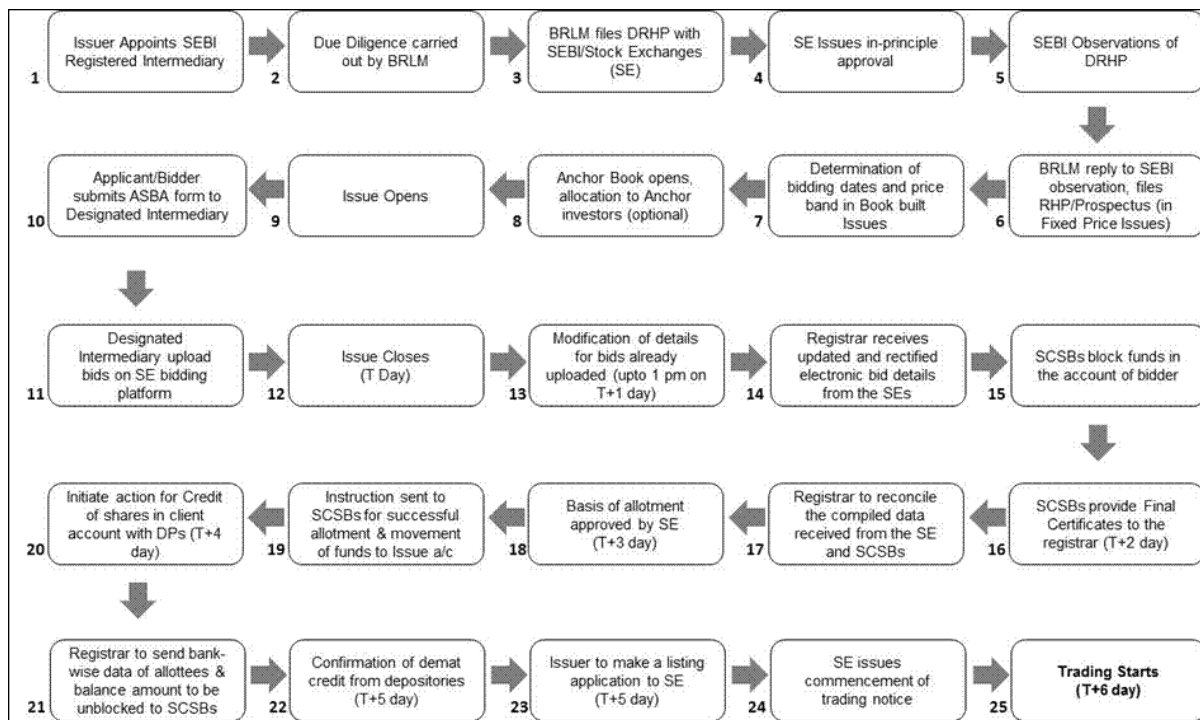 Issuer Appoints SEBI
Registered Intermediary
1
Due Diligence carried
out by BRLM
2
BRLM files DRHP with
SEBI/Stock Exchanges
(SE)
3
SE Issues in-principle
approval
4
SEBI Observations of
DRHP
5
BRLM reply to SEBI
observation, files
RHP/Prospectus (in
Fixed Price Issues)
6
Determination of
bidding dates and price
band in Book built
Issues
7
Anchor Book opens,
allocation to Anchor
investors (optional)
8
Issue Opens
9
Applicant/Bidder
submits ASBA form to
Designated Intermediary
10
Designated
Intermediary upload
bids on SE bidding
platform
11
Issue Closes
(T Day)
12
Modification of details
for bids already
uploaded (upto 1 pm on
T+1 day)
13
Registrar receives
updated and rectified
electronic bid details
from the SEs
14
SCSBs block funds in
the account of bidder
15
SCSBs provide Final
Certificates to the
registrar (T+2 day)
16
Registrar to reconcile
the compiled data
received from the SE
and SCSBs
17
Basis of allotment
approved by SE
(T+3 day)
18
Instruction sent to
SCSBs for successful
allotment & movement
of funds to Issue a/c
19
Initiate action for Credit
of shares in client
account with DPs (T+4
day)
20
Registrar to send bank-
wise data of allottees &
balance amount to be
unblocked to SCSBs
21
Confirmation of demat
credit from depositories
(T+5 day)
22
Issuer to make a listing
application to SE
(T+5 day)
23
SE issues
commencement of
trading notice
24
Trading Starts
(T+6 day)
25